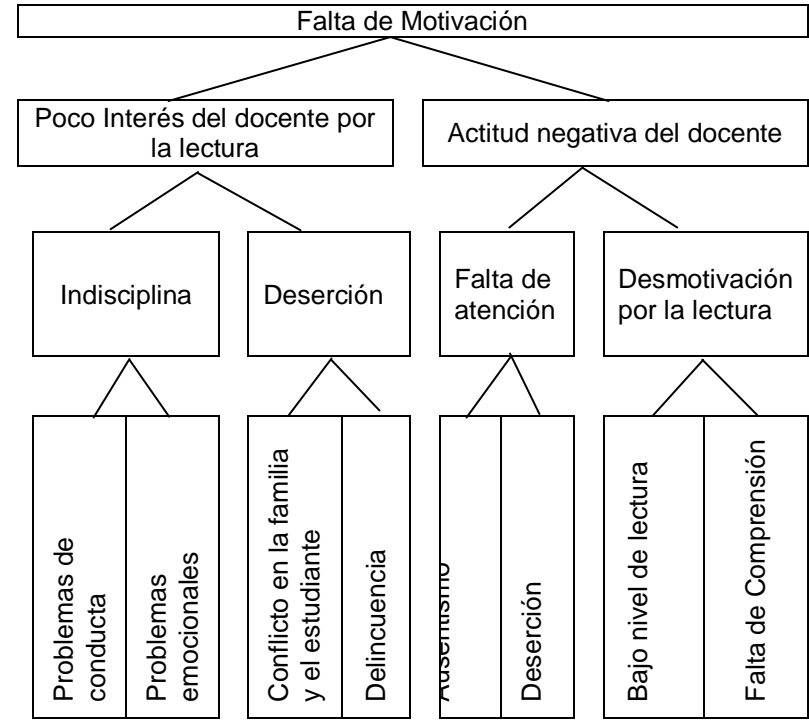 Falta de Motivación
Poco Interés del docente por
la lectura
Actitud negativa del docente
Indisciplina
Deserción
Falta de
atención
Desmotivación
por la lectura
Problemas de
conducta
Problemas
emocionales
Conflicto en la familia
y el estudiante
Delincuencia
Ausentismo
Deserción
Bajo nivel de lectura
Falta de Comprensión